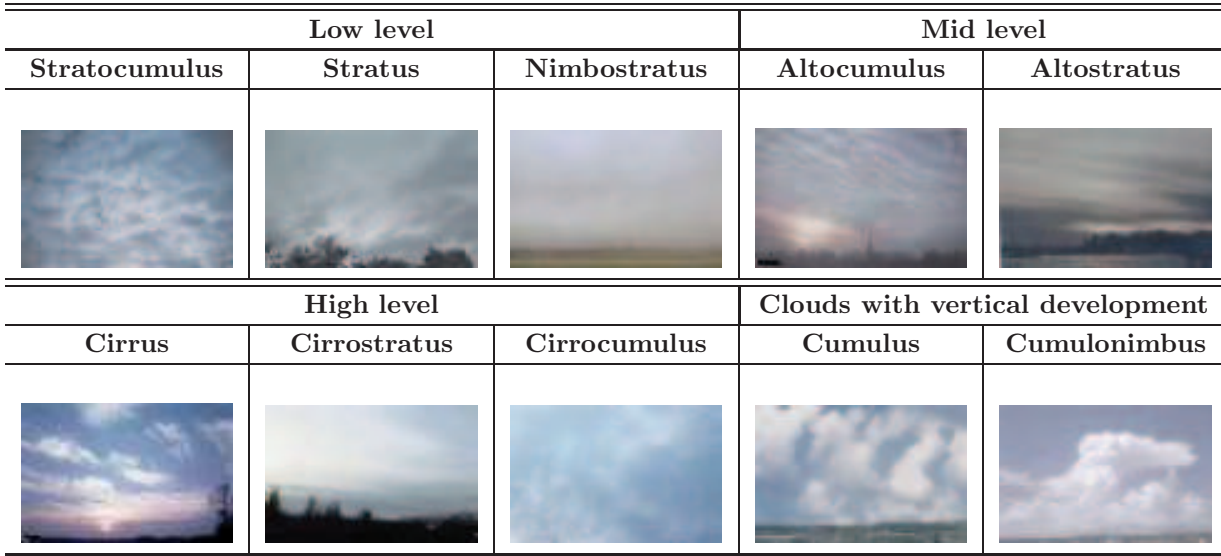 Low level Mid level
Stratocumulus Stratus Nimbostratus Altocumulus Altostratus
High level Clouds with vertical development
Cirrus Cirrostratus Cirrocumulus Cumulus Cumulonimbus